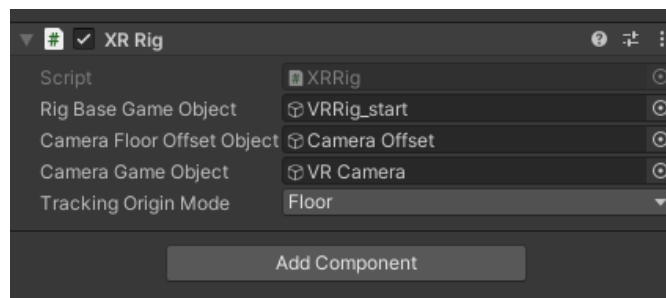 XR Rig
Script XRRig
Rig Base Game Object VRRig_start
Camera Floor Offset Object Camera Offset
Camera Game Object VR Camera
Tracking Origin Mode Floor
Add Component